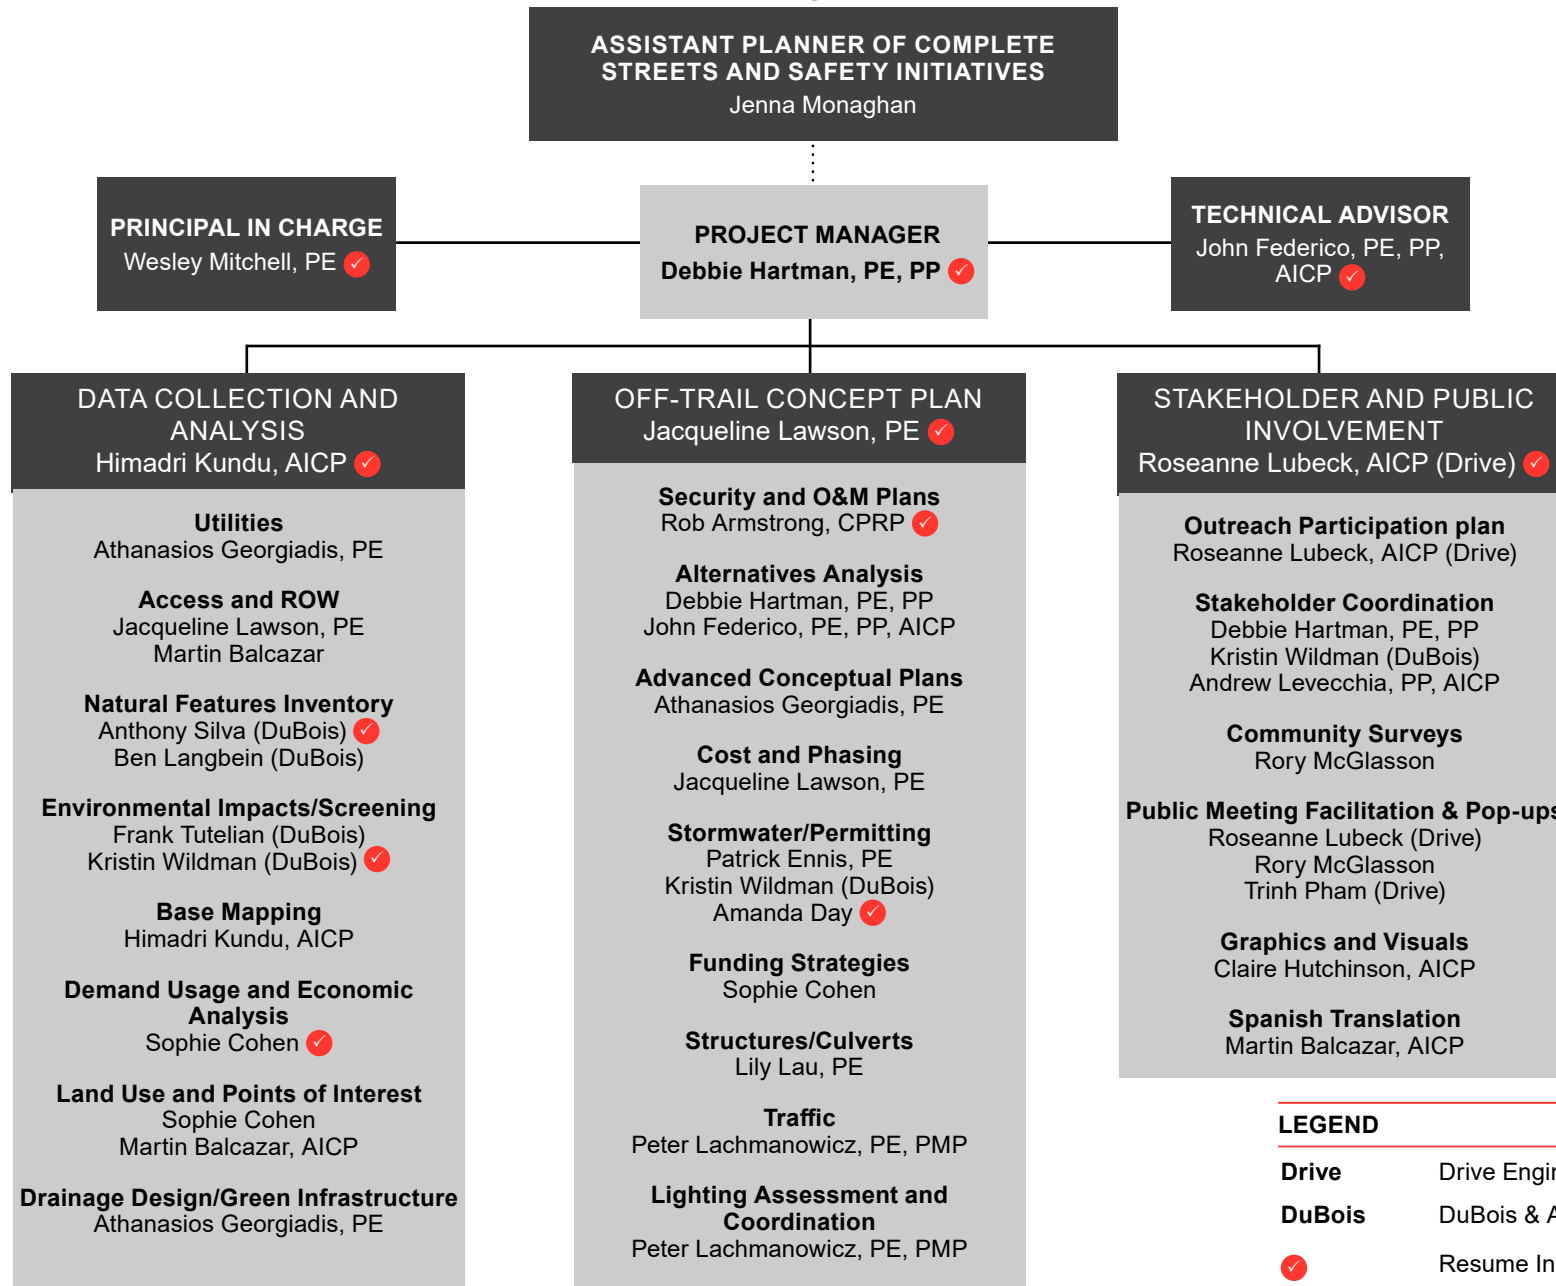 ASSISTANT PLANNER OF COMPLETE
STREETS AND SAFETY INITIATIVES
Jenna Monaghan
PRINCIPAL IN CHARGE
Wesley Mitchell, PE
PROJECT MANAGER
Debbie Hartman, PE, PP
TECHNICAL ADVISOR
John Federico, PE, PP,
AICP
DATA COLLECTION AND
ANALYSIS
Himadri Kundu, AICP
Utilities
Athanasios Georgiadis, PE
Access and ROW
Jacqueline Lawson, PE
Martin Balcazar
Natural Features Inventory
Anthony Silva (DuBois)
Ben Langbein (DuBois)
Environmental Impacts/Screening
Frank Tutelian (DuBois)
Kristin Wildman (DuBois)
Base Mapping
Himadri Kundu, AICP
Demand Usage and Economic
Analysis
Sophie Cohen
Land Use and Points of Interest
Sophie Cohen
Martin Balcazar, AICP
Drainage Design/Green Infrastructure
Athanasios Georgiadis, PE
OFF-TRAIL CONCEPT PLAN
Jacqueline Lawson, PE
Security and O&M Plans
Rob Armstrong, CPRP
Alternatives Analysis
Debbie Hartman, PE, PP
John Federico, PE, PP, AICP
Advanced Conceptual Plans
Athanasios Georgiadis, PE
Cost and Phasing
Jacqueline Lawson, PE
Stormwater/Permitting
Patrick Ennis, PE
Kristin Wildman (DuBois)
Amanda Day
Funding Strategies
Sophie Cohen
Structures/Culverts
Lily Lau, PE
Traffic
Peter Lachmanowicz, PE, PMP
Lighting Assessment and
Coordination
Peter Lachmanowicz, PE, PMP
STAKEHOLDER AND PUBLIC
INVOLVEMENT
Roseanne Lubeck, AICP (Drive)
Outreach Participation plan
Roseanne Lubeck, AICP (Drive)
Stakeholder Coordination
Debbie Hartman, PE, PP
Kristin Wildman (DuBois)
Andrew Levecchia, PP, AICP
Community Surveys
Rory McGlasson
Public Meeting Facilitation & Pop-ups
Roseanne Lubeck (Drive)
Rory McGlasson
Trinh Pham (Drive)
Graphics and Visuals
Claire Hutchinson, AICP
Spanish Translation
Martin Balcazar, AICP
LEGEND
Drive Drive
DuBois DuBois &
Resume